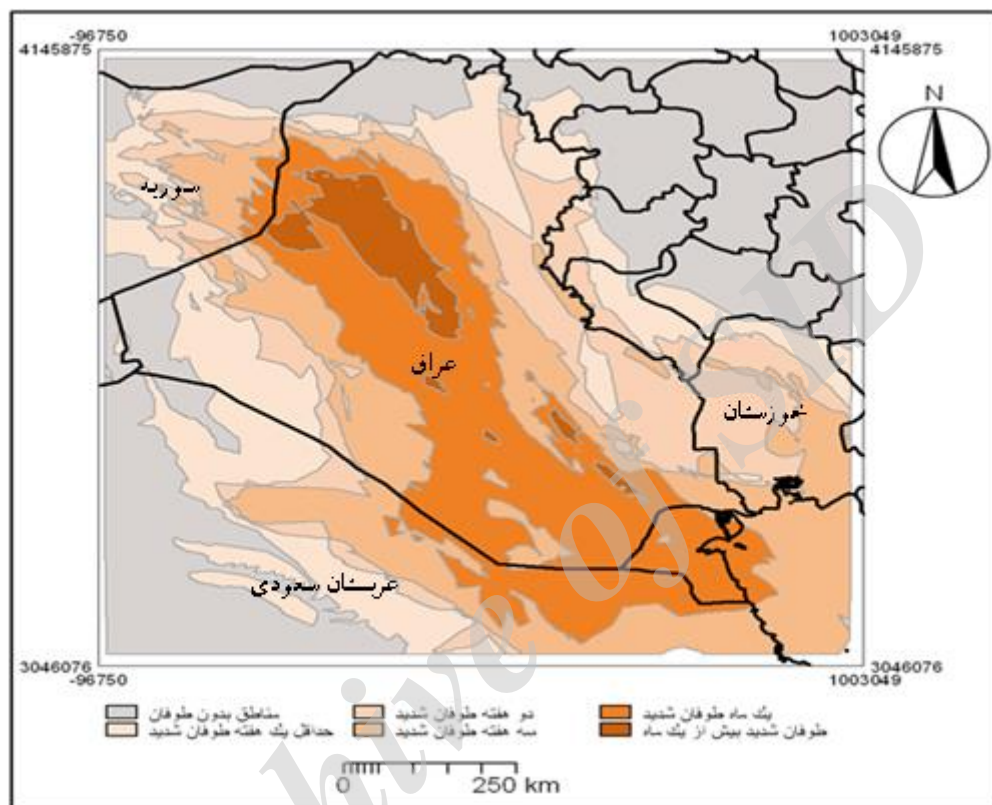 -96750 1003049
4145875 4145875
N
سوریه
عراق
خوزستان
عربستان سعودی
3046076 3046076
-96750 1003049
مناطق بدون طوفان دو هفته طوفان شدید یک ماه طوفان شدید
حداقل یک هفته طوفان شدید سه هفته طوفان شدید طوفان شدید بیش از یک ماه
0 250 km